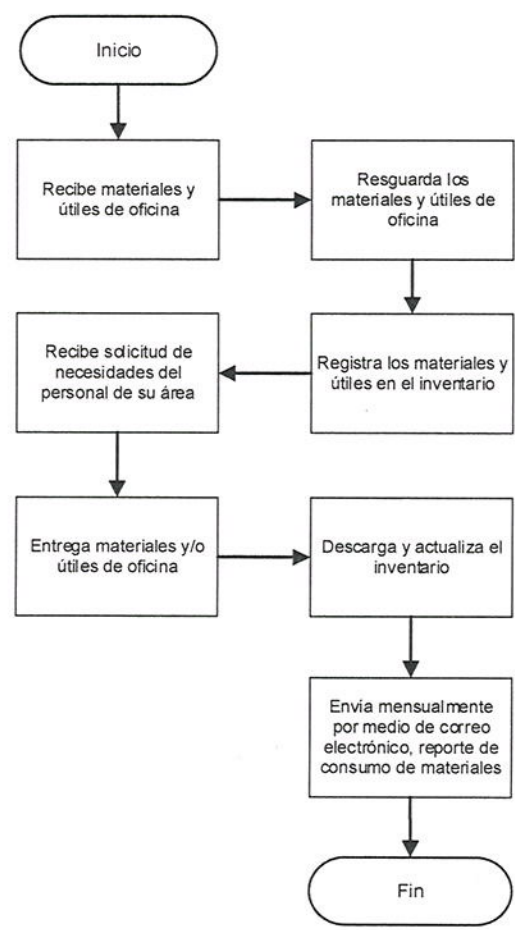 Inicio
Recibe materiales y
útiles de oficina
Resguarda los
materiales y útiles de
oficina
Registra los materiales y
útiles en el inventario
Recibe solicitud de
necesidades del
personal de su área
Entrega materiales y/o
útiles de oficina
Descarga y actualiza el
inventario
Envía mensualmente
por medio de correo
electrónico, reporte de
consumo de materiales
Fin